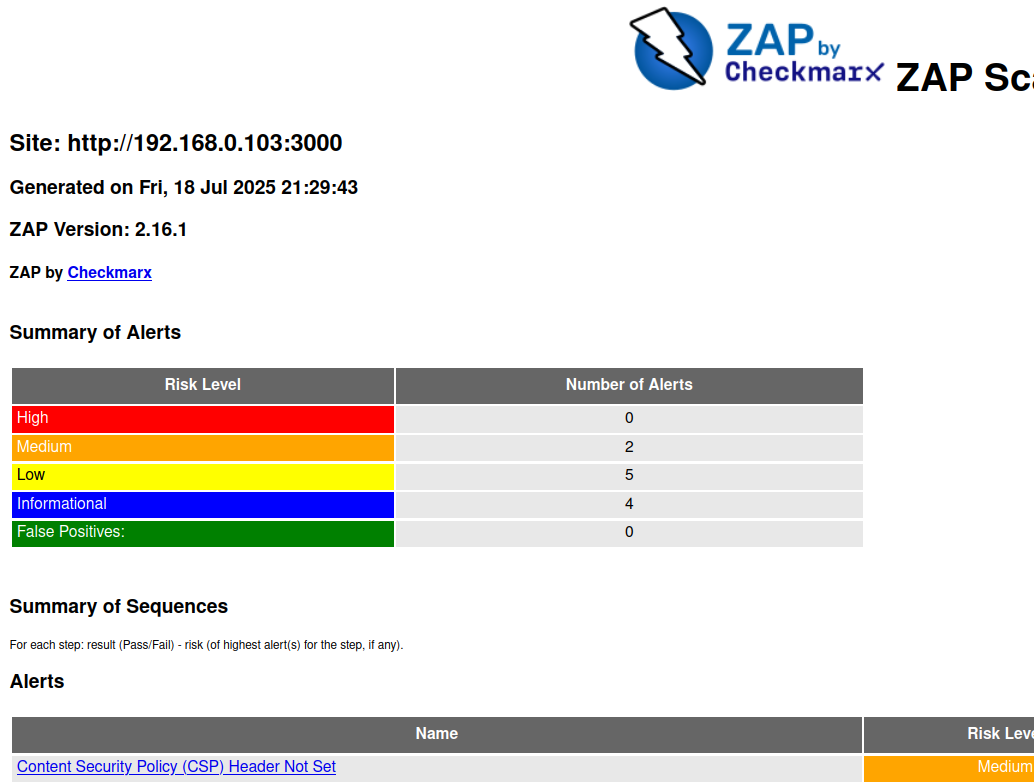 ZAP by
Checkmarx ZAP Sc
Site: http://192.168.0.103:3000
Generated on Fri, 18 Jul 2025 21:29:43
ZAP Version: 2.16.1
ZAP by Checkmarx
Summary of Alerts
Risk Level Number of Alerts
High 0
Medium 2
Low 5
Informational 4
False Positives: 0
Summary of Sequences
For each step: result (Pass/Fail) - risk (of highest alert(s) for the step, if any).
Alerts
Name Risk Leve
Content Security Policy (CSP) Header Not Set Medium